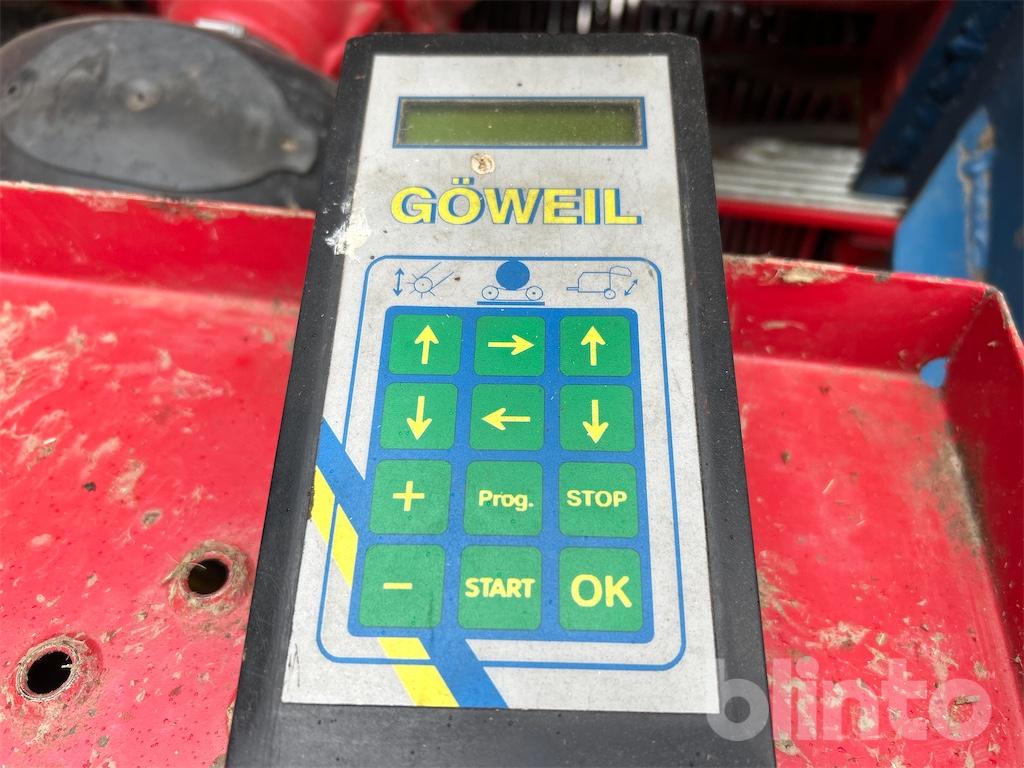 GÖWEIL
+ Prog. STOP
- START OK
blinto